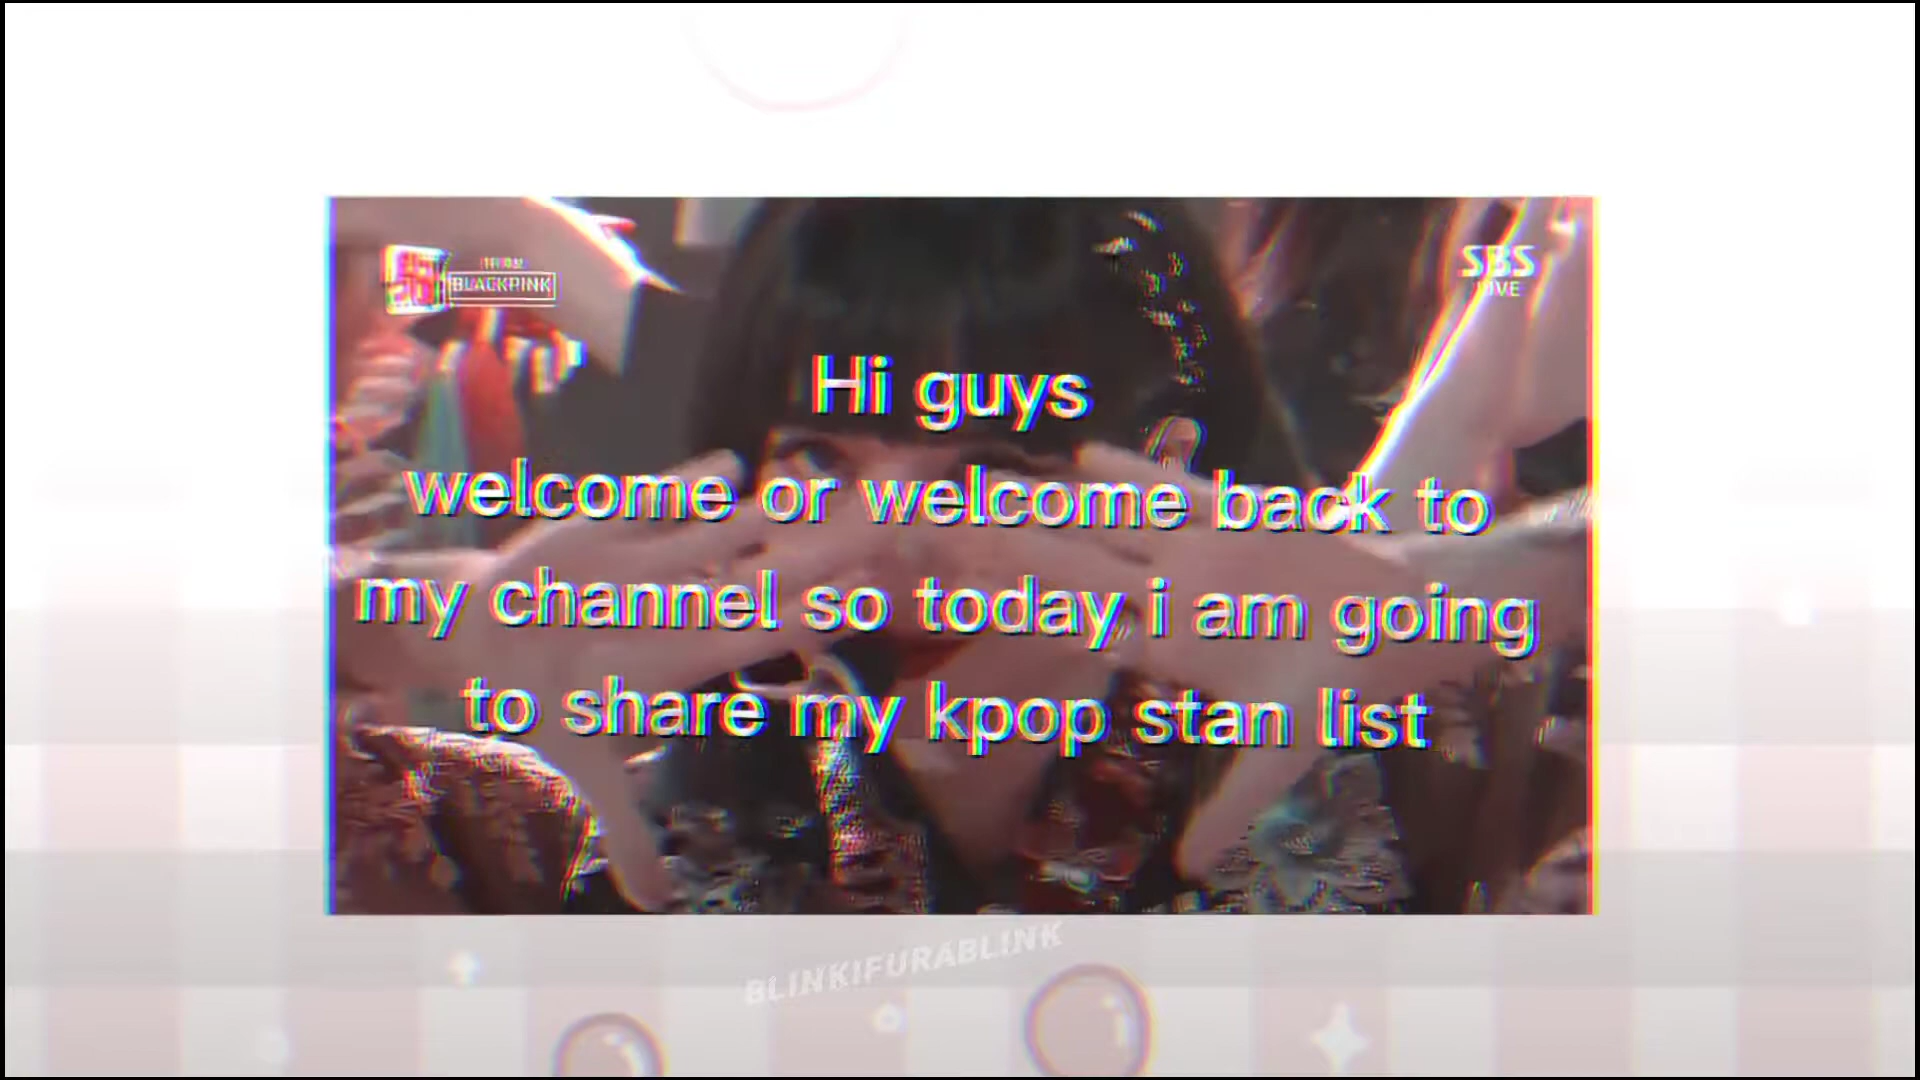 BLACKPINK
SBS
LIVE
Hi guys
welcome or welcome back to
my channel so today i am going
to share my kpop stan list
BLINKIFURABLINK